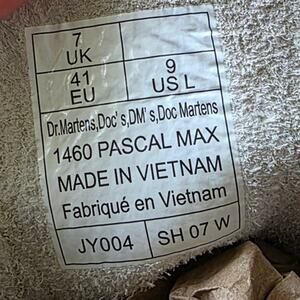 7
UK
41
EU
9
US L
Dr.Martens,Doc's,DM's,Doc Martens
1460 PASCAL MAX
MADE IN VIETNAM
Fabriqué en Vietnam
JY004
SH 07 W